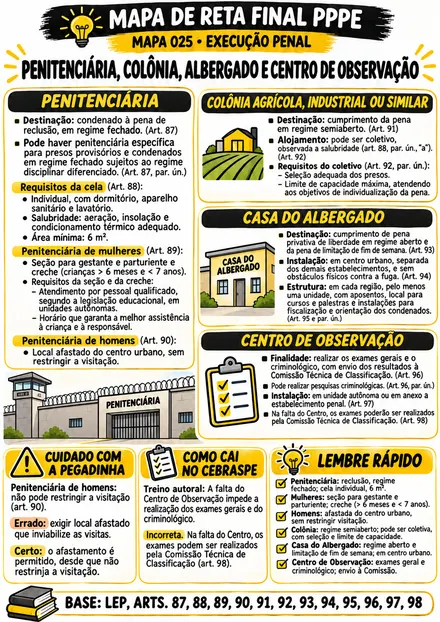 MAPA DE RETA FINAL PPPE
MAPA 025 • EXECUÇÃO PENAL
PENITENCIÁRIA, COLÔNIA, ALBERGADO E CENTRO DE OBSERVAÇÃO
PENITENCIÁRIA
Destinação: condenado à pena de
reclusão, em regime fechado. (Art. 87)
Pode haver penitenciária específica
para presos provisórios e condenados
em regime fechado sujeitos ao regime
disciplinar diferenciado. (Art. 87, par. ún.)
Requisitos da cela (Art. 88):
• Individual, com dormitório, aparelho
sanitário e lavatório.
• Salubridade: aeração, insolação e
condicionamento térmico adequado.
• Área mínima: 6 m².
Penitenciária de mulheres (Art. 89):
• Seção para gestante e parturiente e
creche (crianças > 6 meses e < 7 anos).
• Requisitos da seção e da creche:
– Atendimento por pessoal qualificado,
segundo a legislação educacional, em
unidades autônomas.
– Horário que garanta a melhor assistência
à criança e à responsável.
Penitenciária de homens (Art. 90):
• Local afastado do centro urbano, sem
restringir a visitação.
PENITENCIÁRIA
COLÔNIA AGRÍCOLA, INDUSTRIAL OU SIMILAR
Destinação: cumprimento da pena
em regime semiaberto. (Art. 91)
Alojamento: pode ser coletivo,
observada a salubridade (art. 88, par. ún., "a").
(Art. 92)
Requisitos do coletivo (Art. 92, par. ún.):
– Seleção adequada dos presos.
– Limite de capacidade máxima, atendendo
aos objetivos de individualização da pena.
CASA DO ALBERGADO
CASA DO
ALBERGADO
Destinação: cumprimento de pena
privativa de liberdade em regime aberto e
da pena de limitação de fim de semana. (Art. 93)
Instalação: em centro urbano, separada
dos demais estabelecimentos, e sem
obstáculos físicos contra a fuga. (Art. 94)
Estrutura: em cada região, pelo menos
uma unidade, com aposentos, local para
cursos e palestras e instalações para
fiscalização e orientação dos condenados.
(Art. 95 e par. ún.)
CENTRO DE OBSERVAÇÃO
Finalidade: realizar os exames gerais e o
criminológico, com envio dos resultados à
Comissão Técnica de Classificação. (Art. 96)
Pode realizar pesquisas criminológicas. (Art. 96, par. ún.)
Instalação: em unidade autônoma ou em anexo a
estabelecimento penal. (Art. 97)
Na falta do Centro, os exames poderão ser realizados
pela Comissão Técnica de Classificação. (Art. 98)
CUIDADO COM
A PEGADINHA
Penitenciária de homens:
não pode restringir a visitação
(art. 90).
Errado: exigir local afastado
que inviabilize as visitas.
Certo: o afastamento é
permitido, desde que não
restrinja a visitação.
COMO CAI
NO CEBRASPE
Treino autoral: A falta do
Centro de Observação impede a
realização dos exames gerais e do
criminológico.
Incorreta. Na falta do Centro, os
exames podem ser realizados
pela Comissão Técnica de
Classificação (art. 98).
LEMBRE RÁPIDO
Penitenciária: reclusão, regime
fechado; cela individual, 6 m².
Mulheres: seção para gestante e
parturiente; creche (> 6 meses e < 7 anos).
Homens: afastada do centro urbano,
sem restringir visitação.
Colônia: regime semiaberto; pode ser coletiva,
com seleção e limite de capacidade.
Casa do Albergado: regime aberto e
limitação de fim de semana; em centro urbano.
Centro de Observação: exames geral e
criminológico; envio à Comissão.
BASE: LEP, ARTS. 87, 88, 89, 90, 91, 92, 93, 94, 95, 96, 97, 98